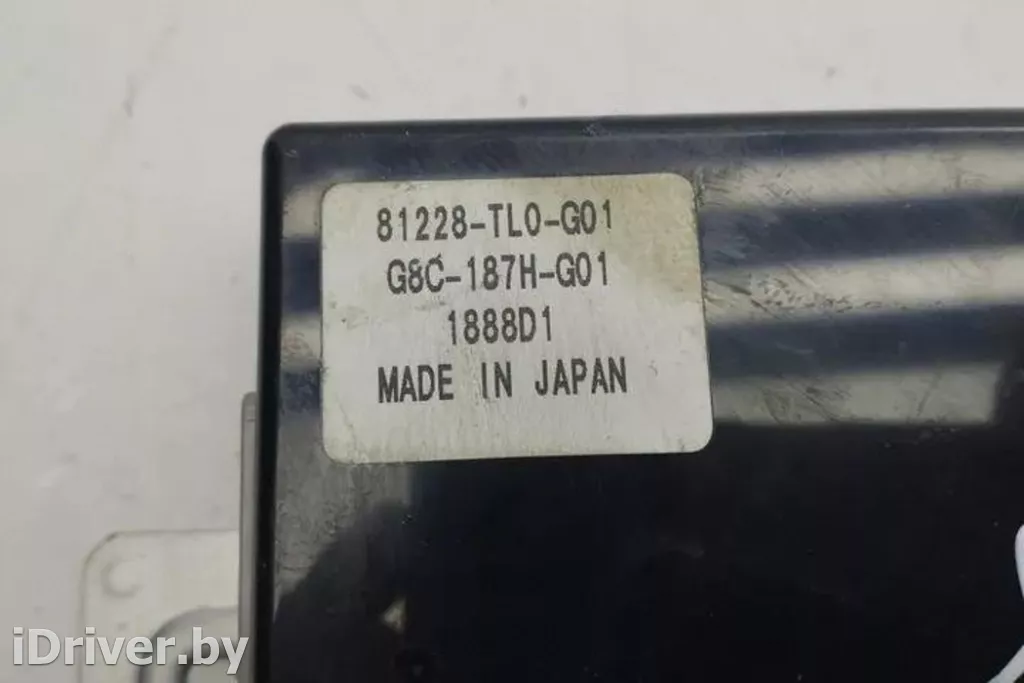 81228-TL0-G01
G8C-187H-G01
1888D1
MADE IN JAPAN
iDriver.by